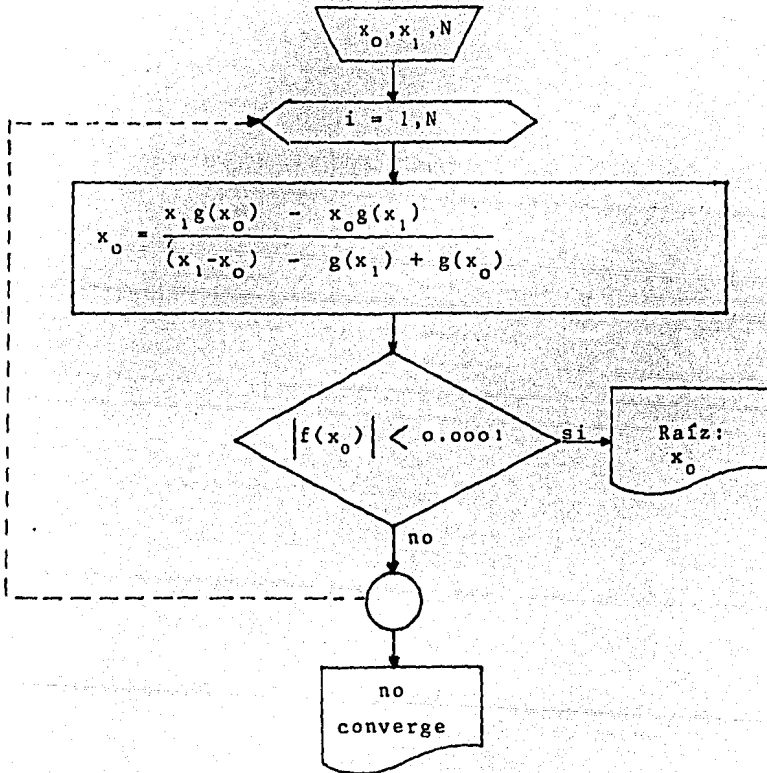 x₀,x₁,N
i = 1,N
x₀ = x₁g(x₀) - x₀g(x₁)
(x₁-x₀) - g(x₁) + g(x₀)
|f(x₀)| < 0.0001
si
Raíz:
x₀
no
no
converge